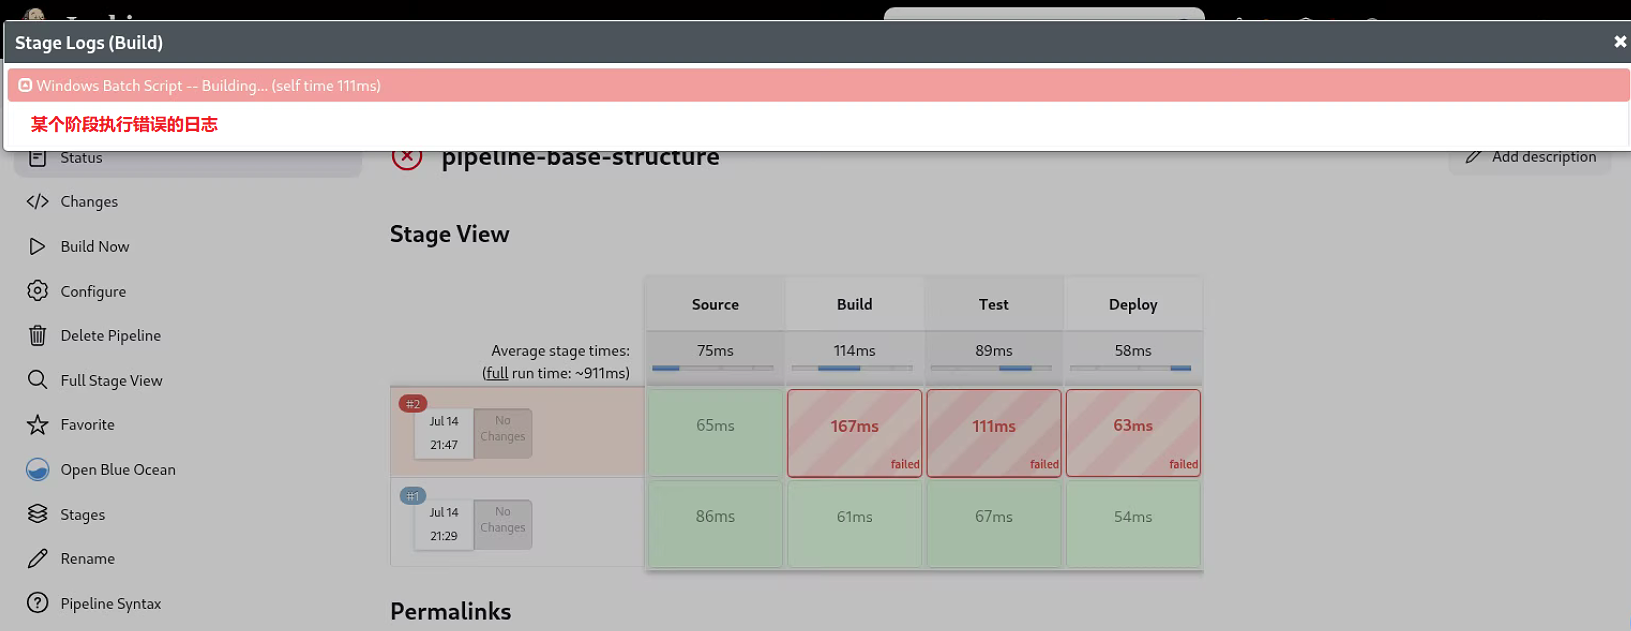 Stage Logs (Build)
Windows Batch Script -- Building... (self time 111ms)
某个阶段执行错误的日志
Status
pipeline-base-structure
Add description
Changes
Build Now
Configure
Delete Pipeline
Full Stage View
Favorite
Open Blue Ocean
Stages
Rename
Pipeline Syntax
Stage View
Source Build Test Deploy
Average stage times: 75ms 114ms 89ms 58ms
(full run time: ~911ms)
#2
Jul 14 No
21:47 Changes
65ms 167ms 111ms 63ms
failed failed failed
#1
Jul 14 No
21:29 Changes
86ms 61ms 67ms 54ms
Permalinks